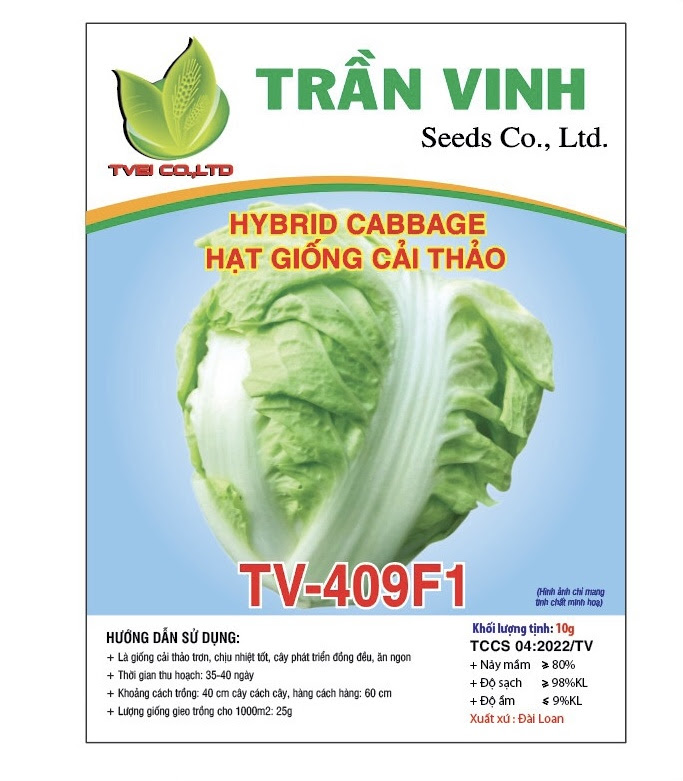 TRẦN VINH
Seeds Co., Ltd.
TVSI CO.,LTD
HYBRID CABBAGE
HẠT GIỐNG CẢI THẢO
TV-409F1
(Hình ảnh chỉ mang
tính chất minh hoạ)
HƯỚNG DẪN SỬ DỤNG:
+ Là giống cải thảo trơn, chịu nhiệt tốt, cây phát triển đồng đều, ăn ngon
+ Thời gian thu hoạch: 35-40 ngày
+ Khoảng cách trồng: 40 cm cây cách cây, hàng cách hàng: 60 cm
+ Lượng giống gieo trồng cho 1000m2: 25g
Khối lượng tịnh: 10g
TCCS 04:2022/TV
+ Nảy mầm ⩾ 80%
+ Độ sạch ⩾ 98%KL
+ Độ ẩm ⩽ 9%KL
Xuất xứ : Đài Loan